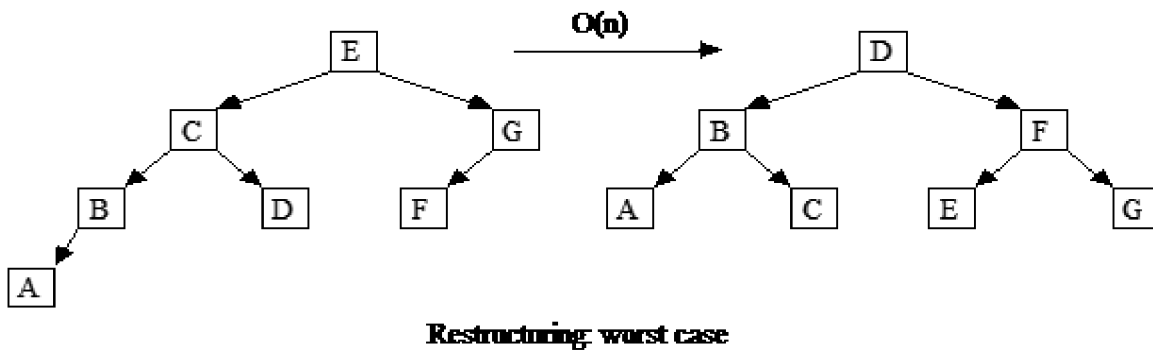 O(n)
E D
C G B F
B D F A C E G
A
Restructuring: worst case